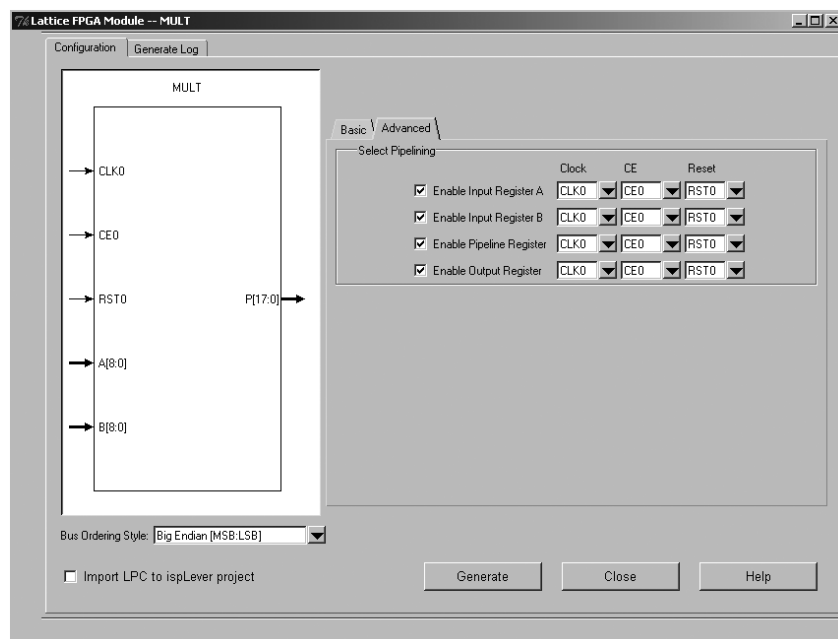 Lattice FPGA Module -- MULT
Configuration
Generate Log
MULT
CLK0
CE0
RST0
P[17:0]
A[8:0]
B[8:0]
Basic
Advanced
Select Pipelining
Clock CE Reset
Enable Input Register A CLK0 CE0 RST0
Enable Input Register B CLK0 CE0 RST0
Enable Pipeline Register CLK0 CE0 RST0
Enable Output Register CLK0 CE0 RST0
Bus Ordering Style: Big Endian [MSB:LSB]
Import LPC to ispLever project
Generate
Close
Help